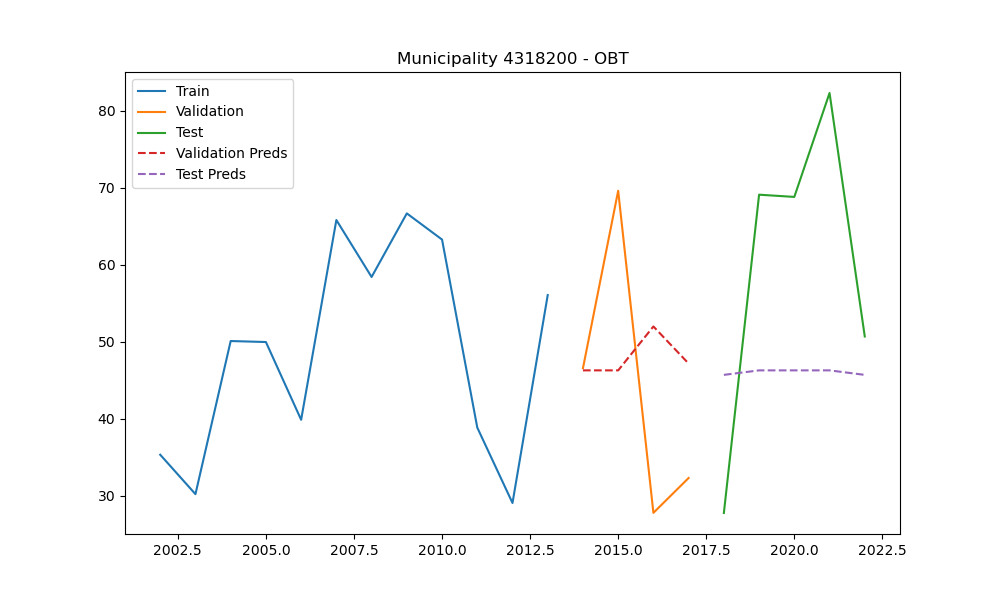 Municipality 4318200 - OBT
Train
Validation
Test
Validation Preds
Test Preds
80
70
60
50
40
30
2002.5 2005.0 2007.5 2010.0 2012.5 2015.0 2017.5 2020.0 2022.5